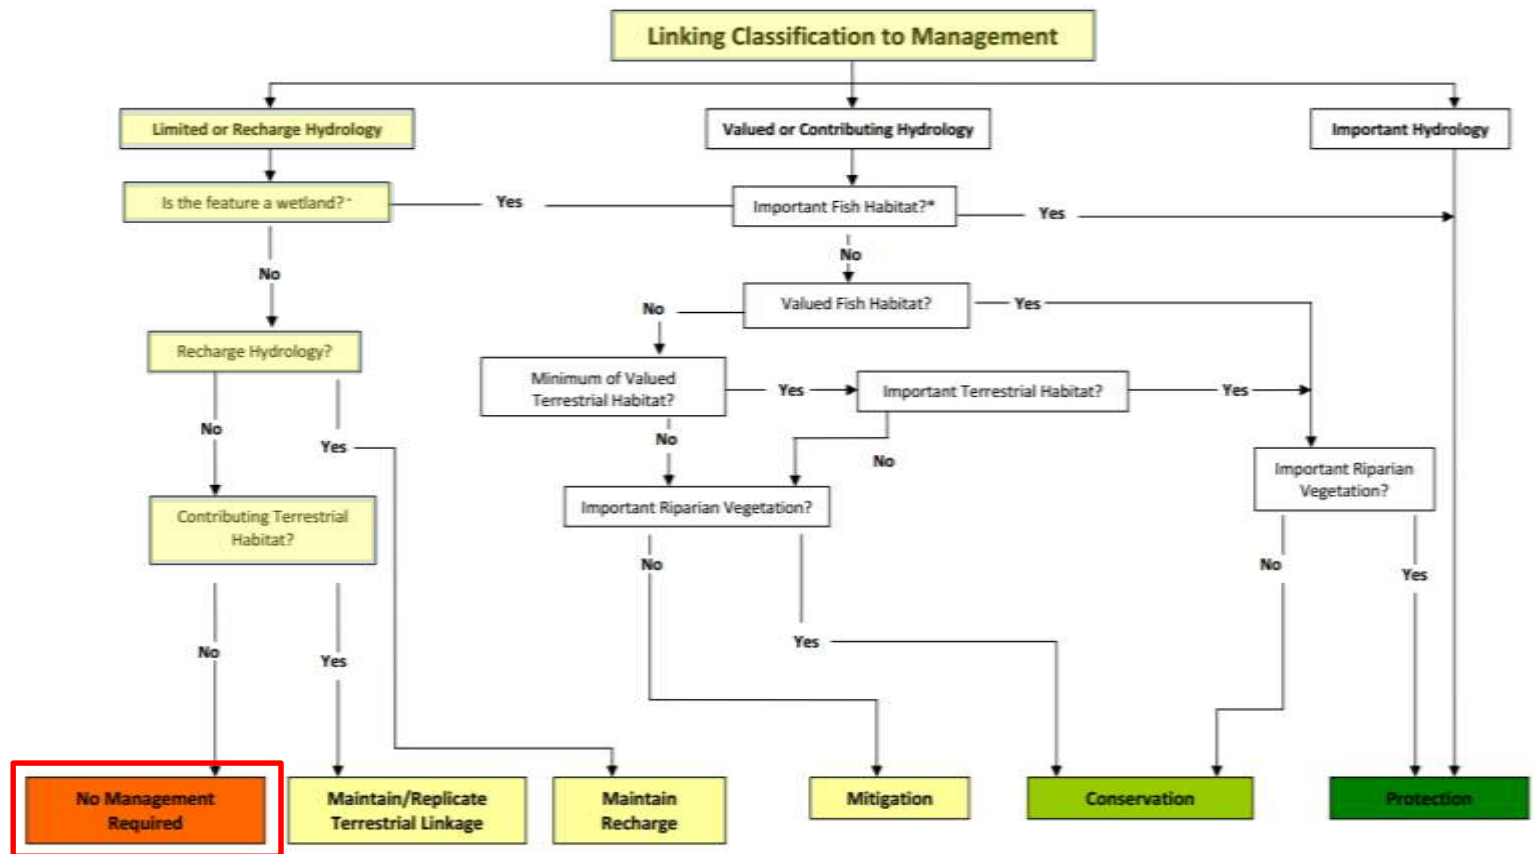 Linking Classification to Management
Limited or Recharge Hydrology
Valued or Contributing Hydrology
Important Hydrology
Is the feature a wetland?*
Yes
Important Fish Habitat?*
Yes
No
No
Valued Fish Habitat?
Yes
No
Recharge Hydrology?
Minimum of Valued
Terrestrial Habitat?
Yes
Important Terrestrial Habitat?
Yes
No
Yes
No
No
Important Riparian
Vegetation?
Contributing Terrestrial
Habitat?
Important Riparian Vegetation?
No
No
Yes
Yes
No
Yes
No Management
Required
Maintain/Replicate
Terrestrial Linkage
Maintain
Recharge
Mitigation
Conservation
Protection